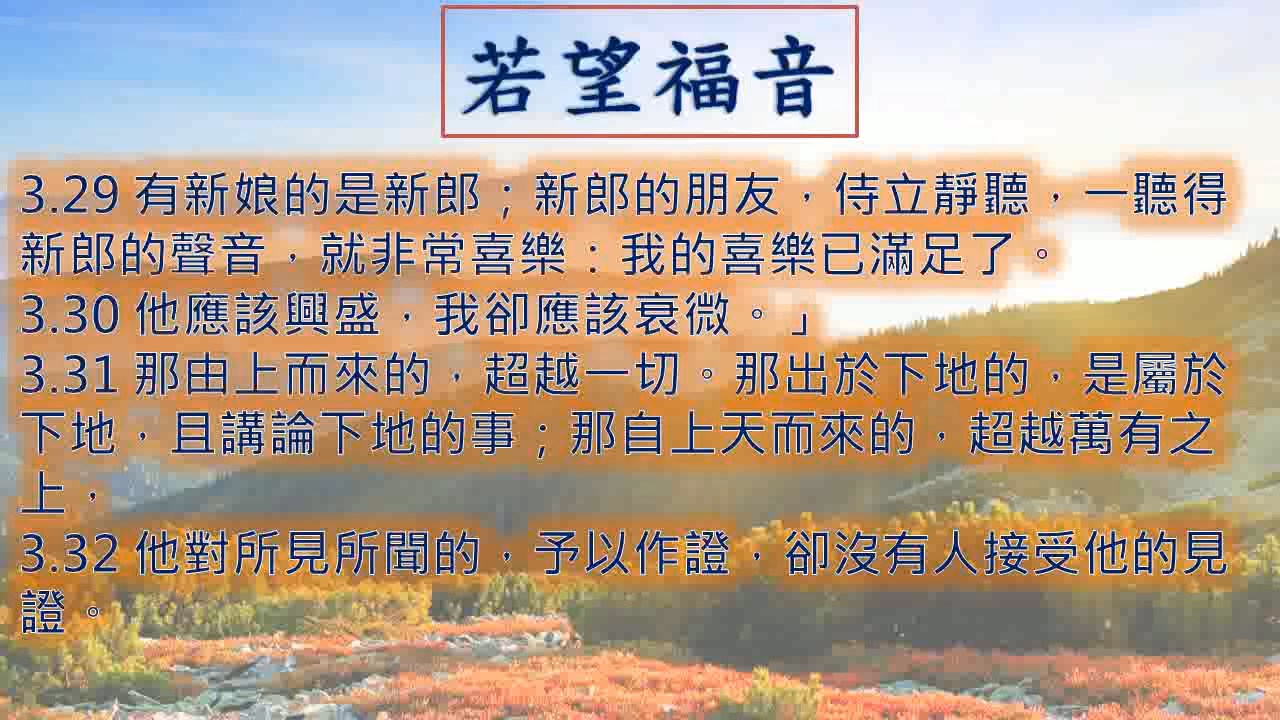 若望福音
3.29 有新娘的是新郎；新郎的朋友，侍立靜聽，一聽得
新郎的聲音，就非常喜樂：我的喜樂已滿足了。
3.30 他應該興盛，我卻應該衰微。」
3.31 那由上而來的，超越一切。那出於下地的，是屬於
下地，且講論下地的事；那自上天而來的，超越萬有之
上，
3.32 他對所見所聞的，予以作證，卻沒有人接受他的見
證。